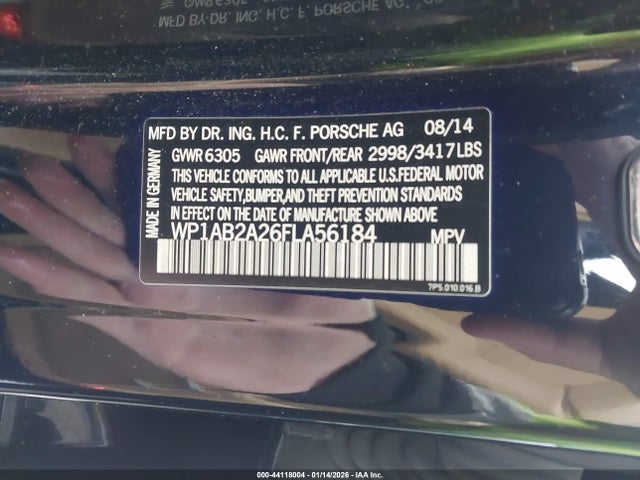 MFD BY DR. ING. H.C. F. PORSCHE AG 08/14
GVWR 6305 GAWR FRONT/REAR 2998/3417LBS
THIS VEHICLE CONFORMS TO ALL APPLICABLE U.S.FEDERAL MOTOR
VEHICLE SAFETY,BUMPER,AND THEFT PREVENTION STANDARDS
IN EFFECT ON THE DATE OF MANUFACTURE SHOWN ABOVE
WP1AB2A26FLA56184 MPV
7P5.010.016.B
MADE IN GERMANY
000-44118004 - 01/14/2026 - IAA Inc.